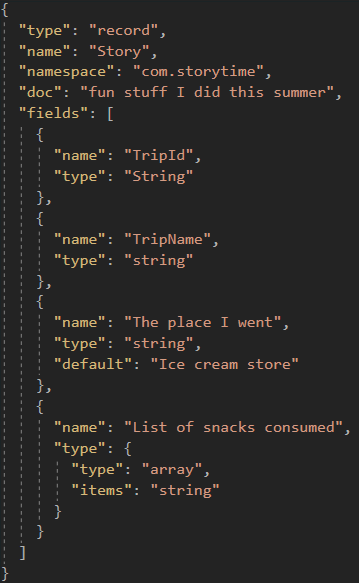 {
"type": "record",
"name": "Story",
"namespace": "com.storytime",
"doc": "fun stuff I did this summer",
"fields": [
{
"name": "TripId",
"type": "String"
},
{
"name": "TripName",
"type": "string"
},
{
"name": "The place I went",
"type": "string",
"default": "Ice cream store"
},
{
"name": "List of snacks consumed",
"type": {
"type": "array",
"items": "string"
}
}
]
}